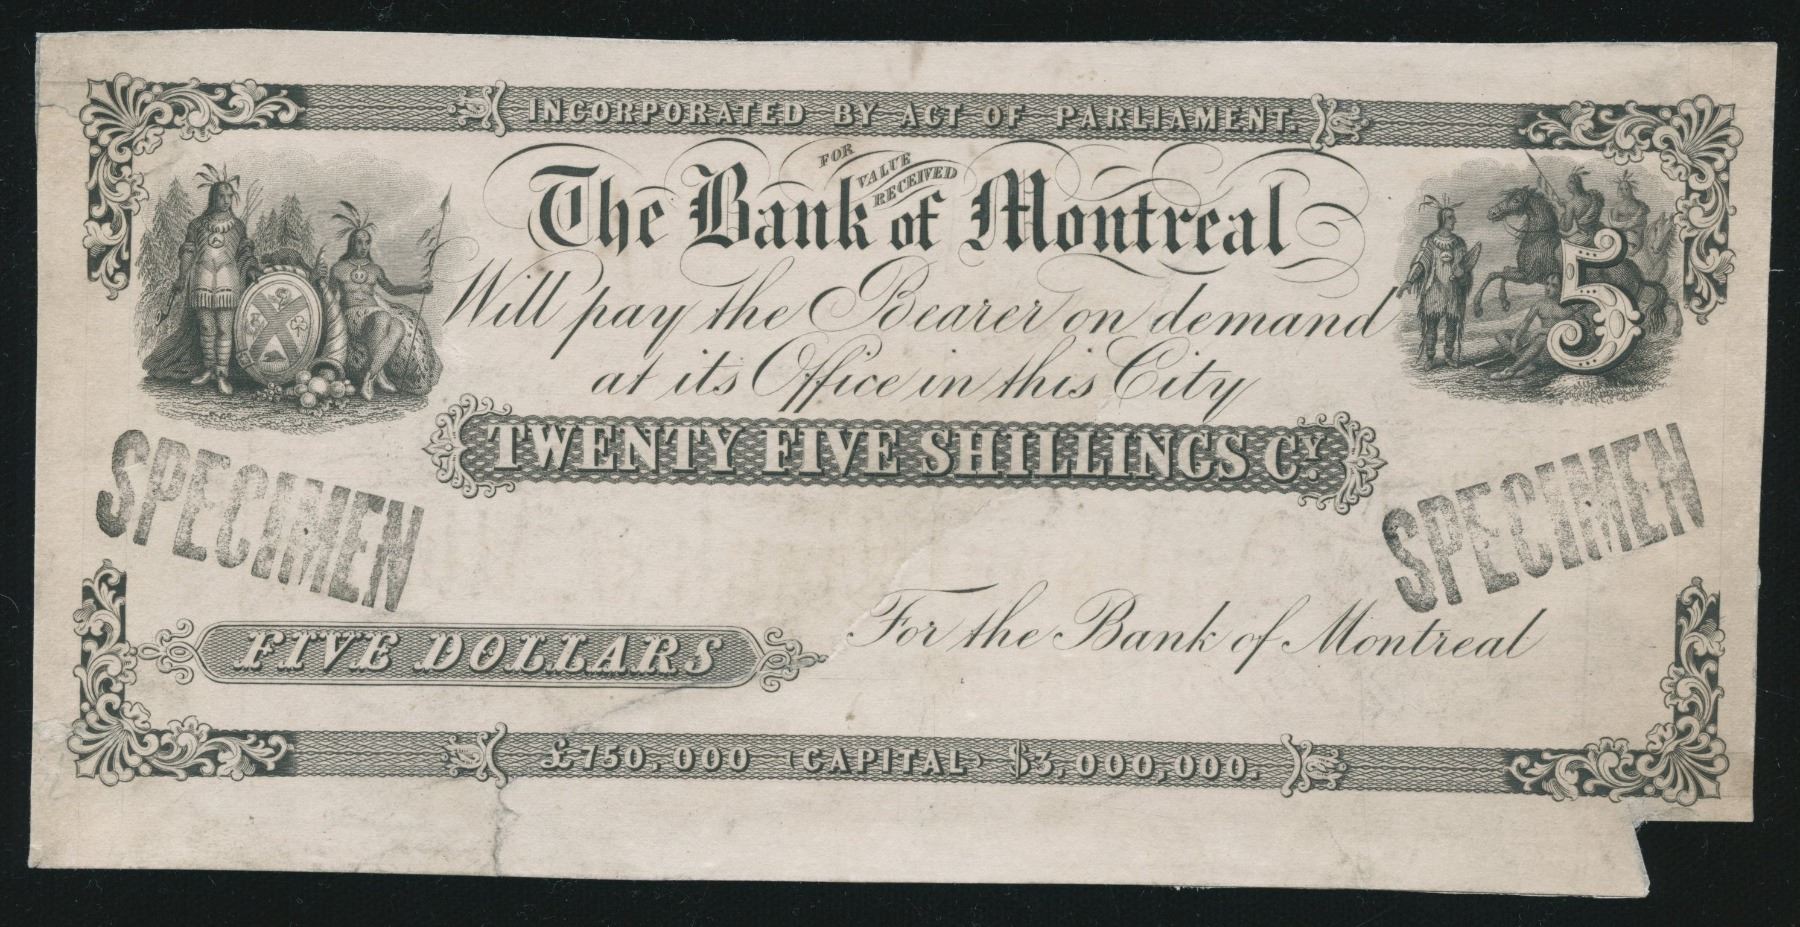 INCORPORATED BY ACT OF PARLIAMENT.
FOR VALUE RECEIVED
The Bank of Montreal
Will pay the Bearer on demand
at its Office in this City
5
TWENTY FIVE SHILLINGS CY.
SPECIMEN
SPECIMEN
FIVE DOLLARS
For the Bank of Montreal
£750,000 (CAPITAL) $3,000,000.